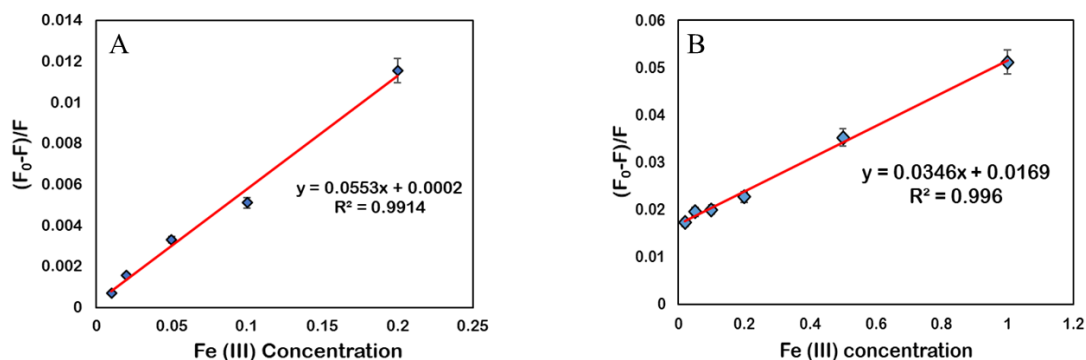 A
0.014
0.012
0.01
0.008
0.006
0.004
0.002
0
(F₀-F)/F
y = 0.0553x + 0.0002
R² = 0.9914
0 0.05 0.1 0.15 0.2 0.25
Fe (III) Concentration
B
0.06
0.05
0.04
0.03
0.02
0.01
0
(F₀-F)/F
y = 0.0346x + 0.0169
R² = 0.996
0 0.2 0.4 0.6 0.8 1 1.2
Fe (III) concentration